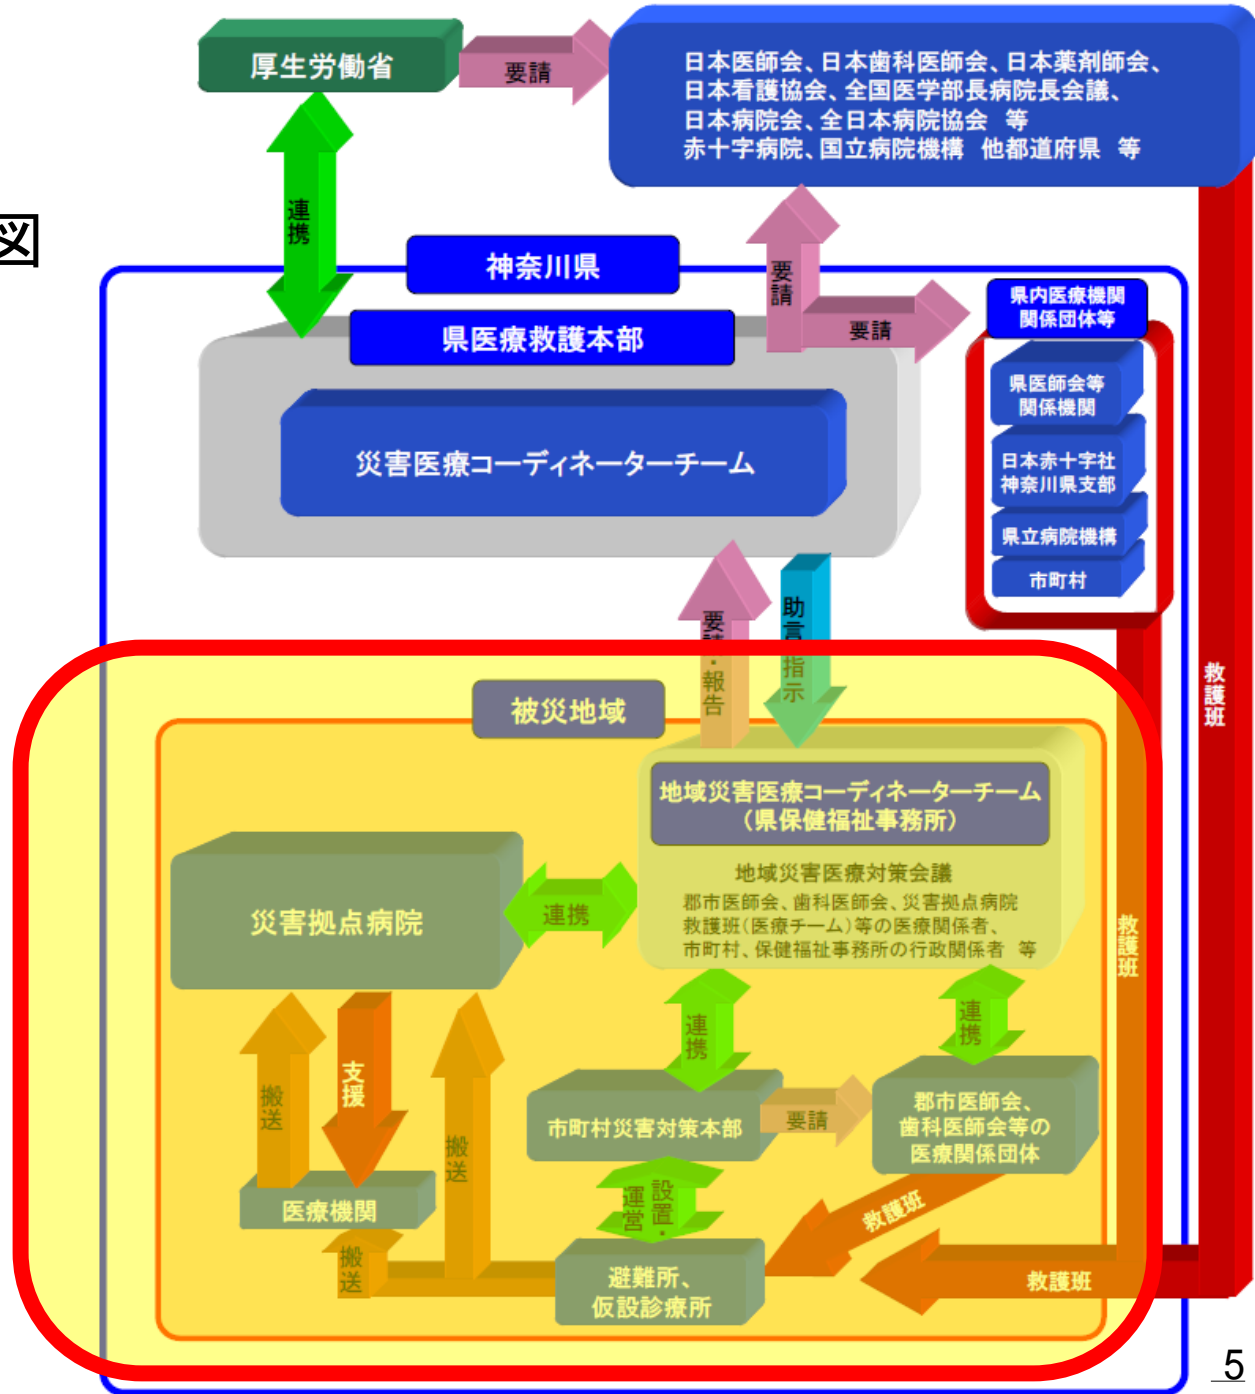 厚生労働省
要請
日本医師会、日本歯科医師会、日本薬剤師会、
日本看護協会、全国医学部長病院長会議、
日本病院会、全日本病院協会 等
赤十字病院、国立病院機構 他都道府県 等
連携
図
神奈川県
要請
要請
県内医療機関
関係団体等
県医療救護本部
県医師会等
関係機関
災害医療コーディネーターチーム
日本赤十字社
神奈川県支部
県立病院機構
市町村
要請・報告
助言・指示
救護班
被災地域
地域災害医療コーディネーターチーム
（県保健福祉事務所）
地域災害医療対策会議
郡市医師会、歯科医師会、災害拠点病院
救護班（医療チーム）等の医療関係者、
市町村、保健福祉事務所の行政関係者 等
災害拠点病院
連携
救護班
連携
連携
搬送
支援
搬送
市町村災害対策本部
要請
郡市医師会、
歯科医師会等の
医療関係団体
医療機関
設置・
運営
救護班
搬送
避難所、
仮設診療所
救護班
5